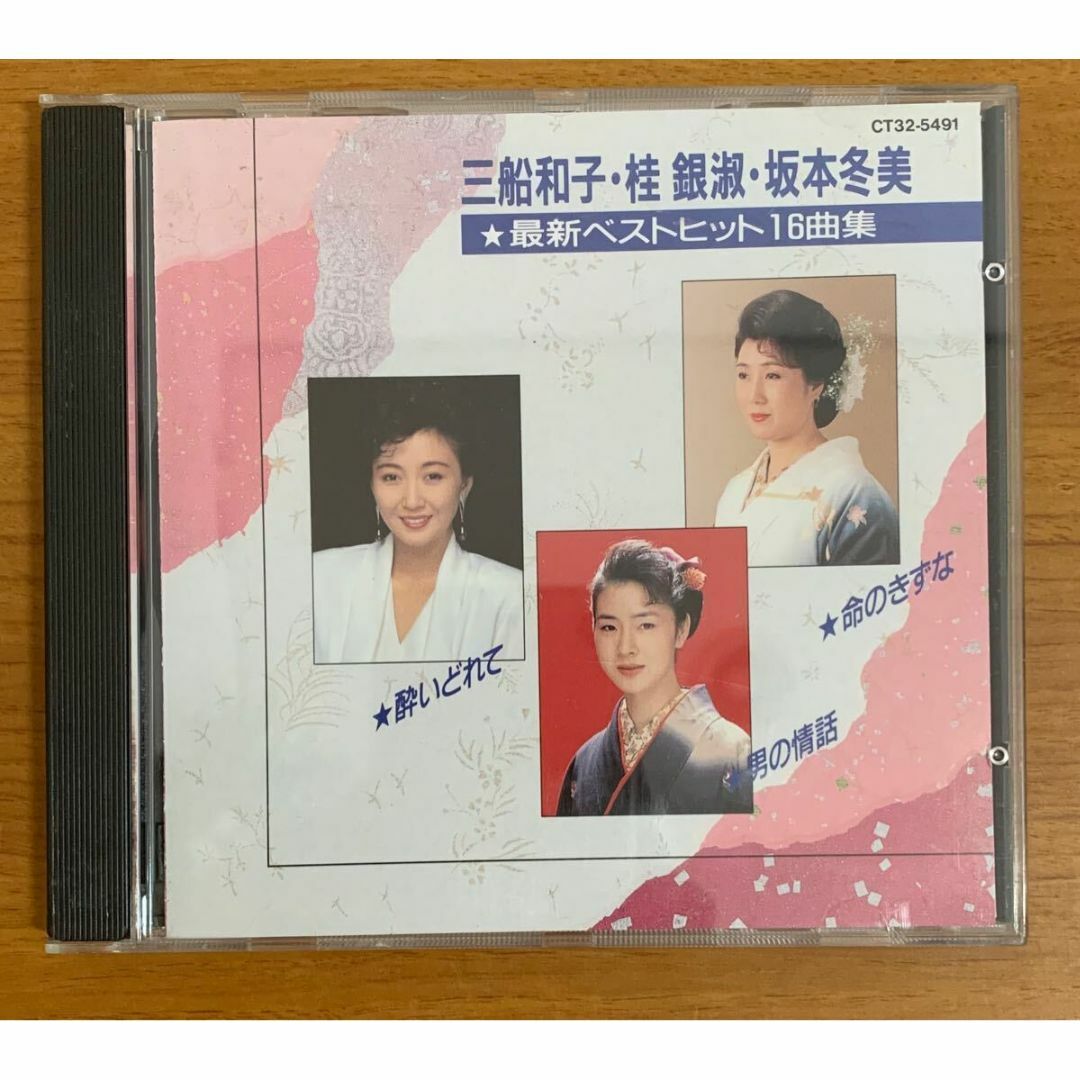 CT32-5491
三船和子・桂 銀淑・坂本冬美
★最新ベストヒット16曲集
★命のきずな
★酔いどれて
★男の情話